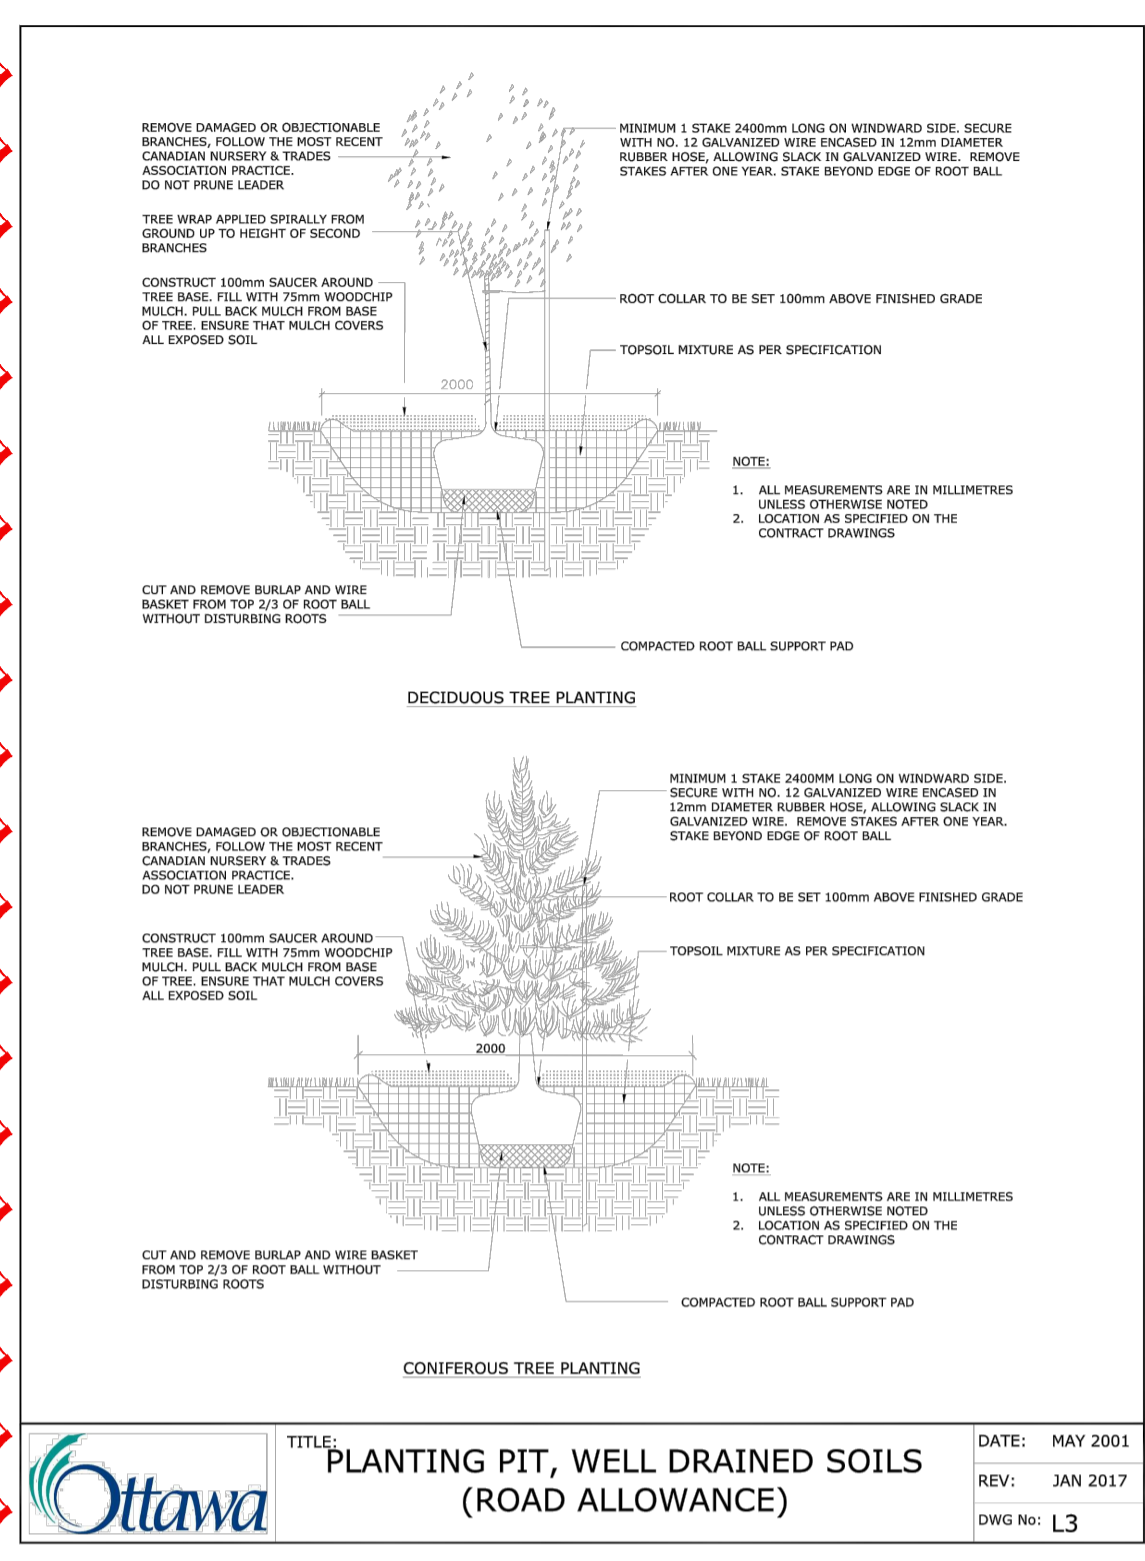 REMOVE DAMAGED OR OBJECTIONABLE
BRANCHES, FOLLOW THE MOST RECENT
CANADIAN NURSERY & TRADES
ASSOCIATION PRACTICE.
DO NOT PRUNE LEADER
MINIMUM 1 STAKE 2400mm LONG ON WINDWARD SIDE. SECURE
WITH NO. 12 GALVANIZED WIRE ENCASED IN 12mm DIAMETER
RUBBER HOSE, ALLOWING SLACK IN GALVANIZED WIRE. REMOVE
STAKES AFTER ONE YEAR. STAKE BEYOND EDGE OF ROOT BALL
TREE WRAP APPLIED SPIRALLY FROM
GROUND UP TO HEIGHT OF SECOND
BRANCHES
CONSTRUCT 100mm SAUCER AROUND
TREE BASE. FILL WITH 75mm WOODCHIP
MULCH. PULL BACK MULCH FROM BASE
OF TREE. ENSURE THAT MULCH COVERS
ALL EXPOSED SOIL
ROOT COLLAR TO BE SET 100mm ABOVE FINISHED GRADE
TOPSOIL MIXTURE AS PER SPECIFICATION
2000
NOTE:
1. ALL MEASUREMENTS ARE IN MILLIMETRES
UNLESS OTHERWISE NOTED
2. LOCATION AS SPECIFIED ON THE
CONTRACT DRAWINGS
CUT AND REMOVE BURLAP AND WIRE
BASKET FROM TOP 2/3 OF ROOT BALL
WITHOUT DISTURBING ROOTS
COMPACTED ROOT BALL SUPPORT PAD
DECIDUOUS TREE PLANTING
MINIMUM 1 STAKE 2400MM LONG ON WINDWARD SIDE.
SECURE WITH NO. 12 GALVANIZED WIRE ENCASED IN
12mm DIAMETER RUBBER HOSE, ALLOWING SLACK IN
GALVANIZED WIRE. REMOVE STAKES AFTER ONE YEAR.
STAKE BEYOND EDGE OF ROOT BALL
REMOVE DAMAGED OR OBJECTIONABLE
BRANCHES, FOLLOW THE MOST RECENT
CANADIAN NURSERY & TRADES
ASSOCIATION PRACTICE.
DO NOT PRUNE LEADER
ROOT COLLAR TO BE SET 100mm ABOVE FINISHED GRADE
CONSTRUCT 100mm SAUCER AROUND
TREE BASE. FILL WITH 75mm WOODCHIP
MULCH. PULL BACK MULCH FROM BASE
OF TREE. ENSURE THAT MULCH COVERS
ALL EXPOSED SOIL
TOPSOIL MIXTURE AS PER SPECIFICATION
2000
NOTE:
1. ALL MEASUREMENTS ARE IN MILLIMETRES
UNLESS OTHERWISE NOTED
2. LOCATION AS SPECIFIED ON THE
CONTRACT DRAWINGS
CUT AND REMOVE BURLAP AND WIRE BASKET
FROM TOP 2/3 OF ROOT BALL WITHOUT
DISTURBING ROOTS
COMPACTED ROOT BALL SUPPORT PAD
CONIFEROUS TREE PLANTING
Ottawa
TITLE:
PLANTING PIT, WELL DRAINED SOILS
(ROAD ALLOWANCE)
DATE: MAY 2001
REV: JAN 2017
DWG No: L3